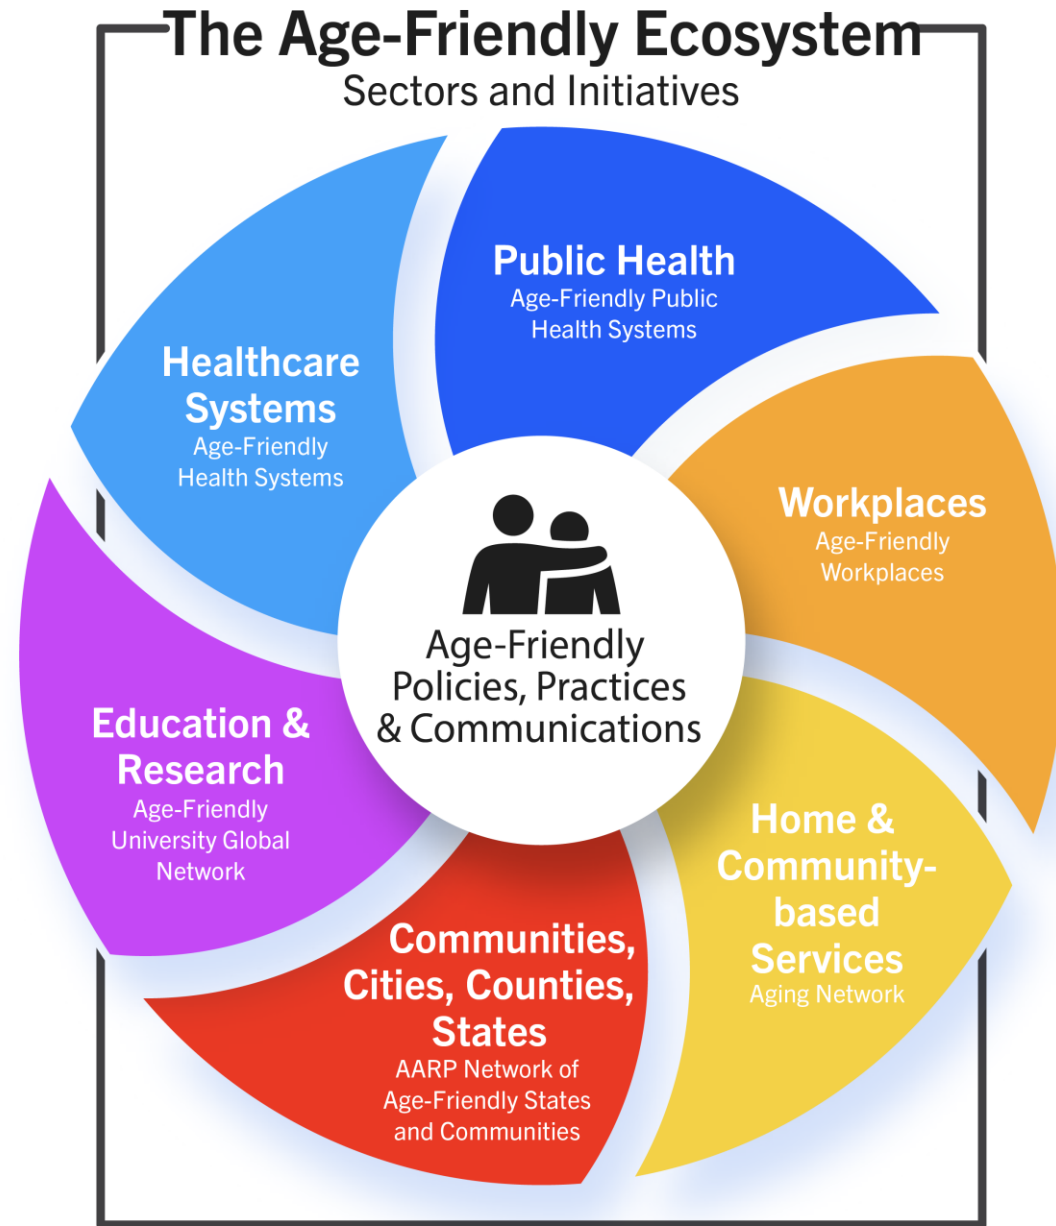 The Age-Friendly Ecosystem
Sectors and Initiatives
Public Health
Age-Friendly Public
Health Systems
Workplaces
Age-Friendly
Workplaces
Home &
Community-
based
Services
Aging Network
Communities,
Cities, Counties,
States
AARP Network of
Age-Friendly States
and Communities
Education &
Research
Age-Friendly
University Global
Network
Healthcare
Systems
Age-Friendly
Health Systems
Age-Friendly
Policies, Practices
& Communications